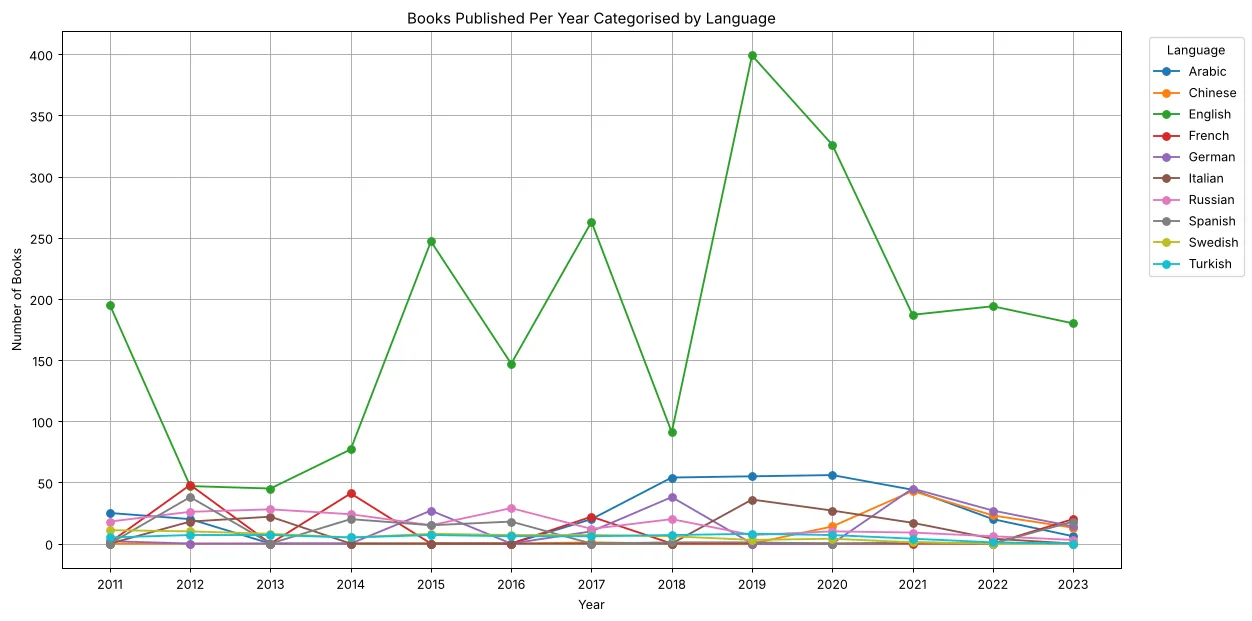 Books Published Per Year Categorised by Language
Number of Books
400
350
300
250
200
150
100
50
0
2011 2012 2013 2014 2015 2016 2017 2018 2019 2020 2021 2022 2023
Year
Language
Arabic
Chinese
English
French
German
Italian
Russian
Spanish
Swedish
Turkish